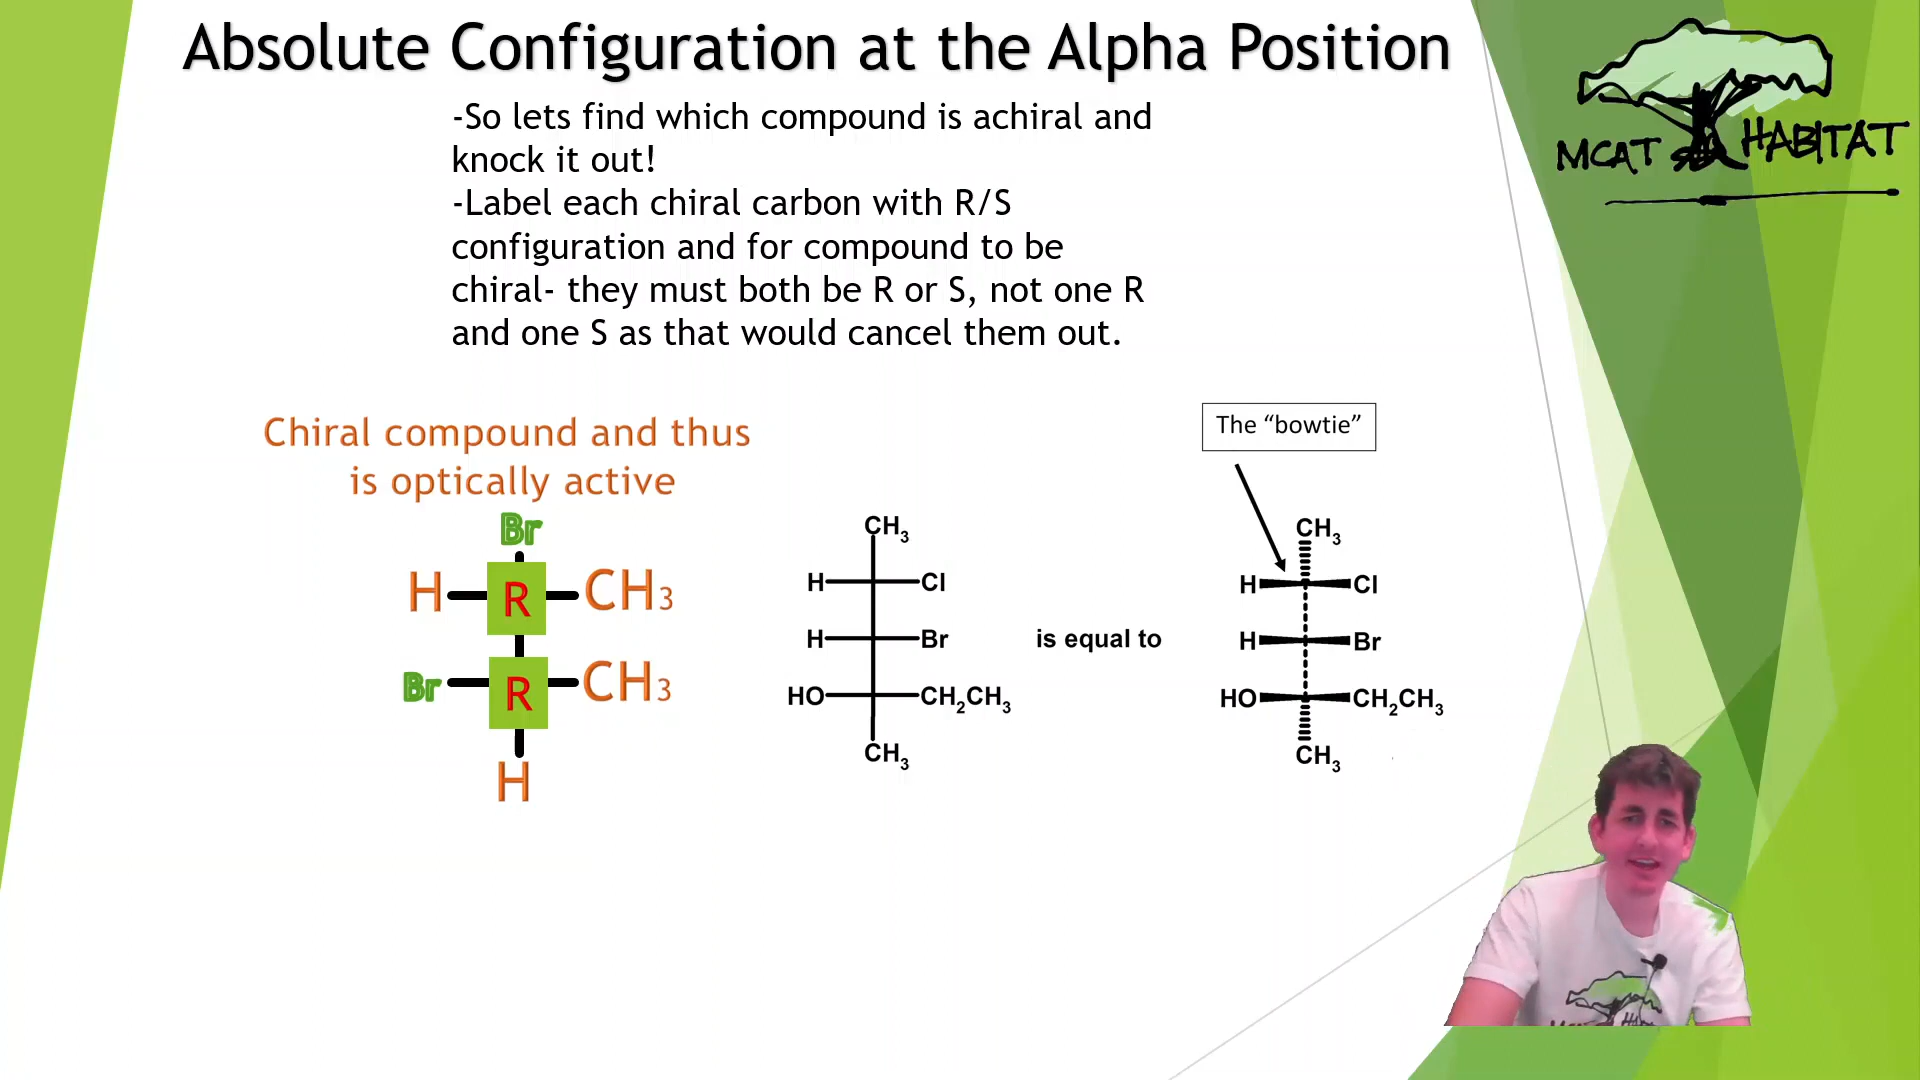 Absolute Configuration at the Alpha Position
MCAT HABITAT
-So lets find which compound is achiral and
knock it out!
-Label each chiral carbon with R/S
configuration and for compound to be
chiral- they must both be R or S, not one R
and one S as that would cancel them out.
Chiral compound and thus
is optically active
Br
H R CH3
Br R CH3
H
CH3
H Cl
H Br
HO CH2CH3
CH3
is equal to
The “bowtie”
CH3
H Cl
H Br
HO CH2CH3
CH3